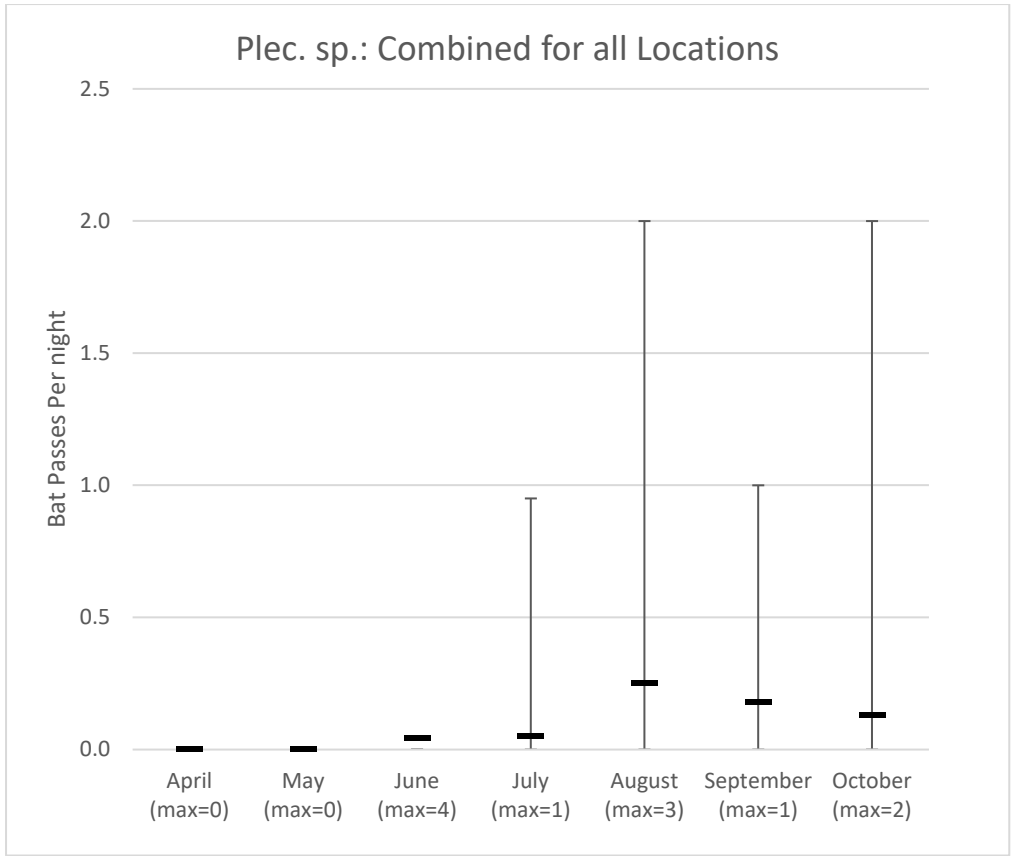 Plec. sp.: Combined for all Locations
2.5
2.0
1.5
1.0
0.5
0.0
Bat Passes Per night
April
(max=0)
May
(max=0)
June
(max=4)
July
(max=1)
August
(max=3)
September
(max=1)
October
(max=2)